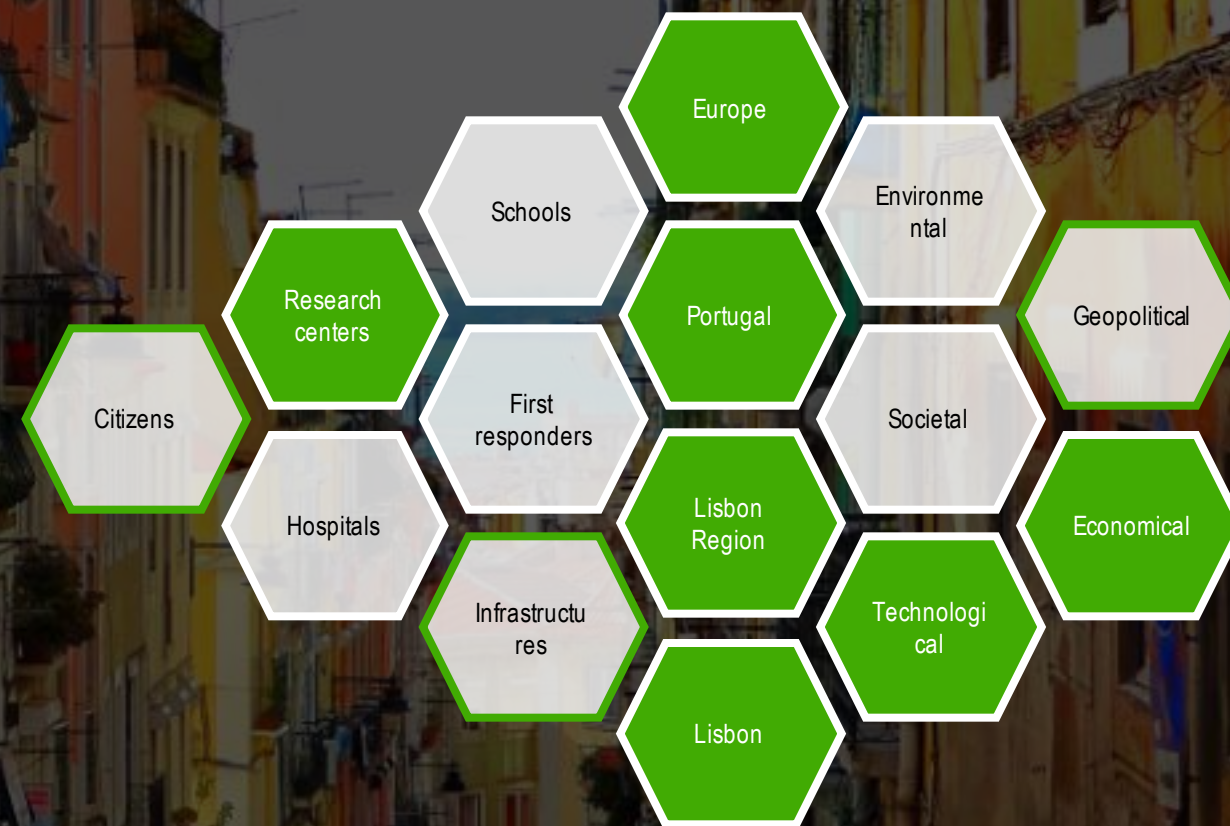 Europe
Schools
Environme
ntal
Research
centers
Portugal
Geopolitical
Citizens
First
responders
Societal
Hospitals
Lisbon
Region
Economical
Infrastructu
res
Technologi
cal
Lisbon